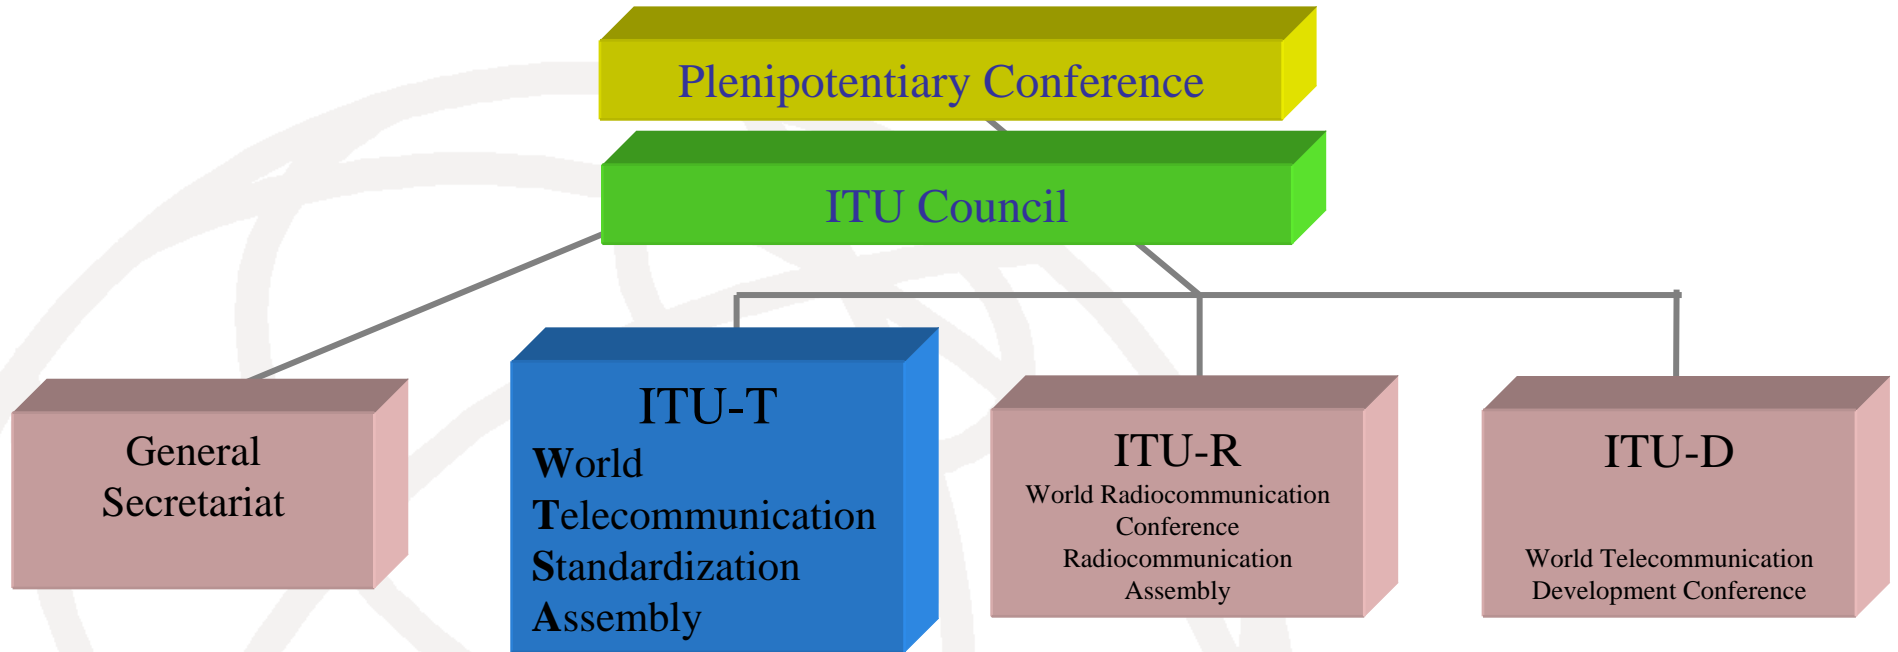 Plenipotentiary Conference
ITU Council
General
Secretariat
ITU-T
World
Telecommunication
Standardization
Assembly
ITU-R
World Radiocommunication
Conference
Radiocommunication
Assembly
ITU-D
World Telecommunication
Development Conference